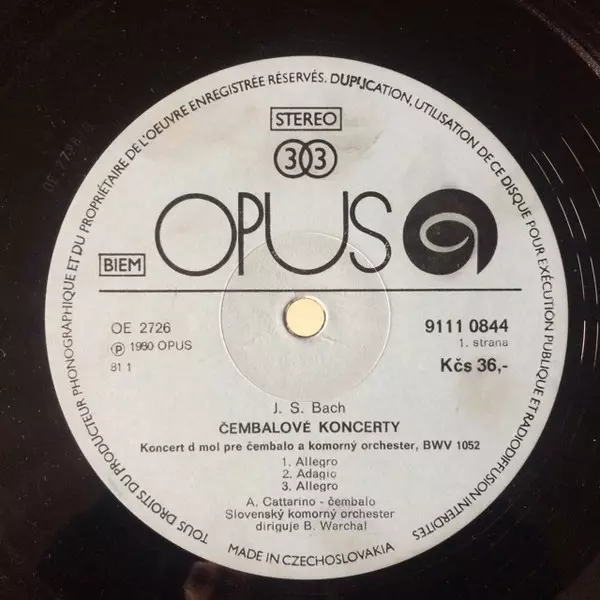 TOUS DROITS DU PRODUCTEUR PHONOGRAPHIQUE ET DU PROPRIÉTAIRE DE L'OEUVRE ENREGISTRÉE RÉSERVÉS. DUPLICATION, UTILISATION DE CE DISQUE POUR EXÉCUTION PUBLIQUE ET RADIODIFFUSION INTERDITES
STEREO
33
OPUS
BIEM
OE 2726
9111 0844
℗ 1980 OPUS
1. strana
81 1
Kčs 36,-
J. S. Bach
ČEMBALOVÉ KONCERTY
Koncert d mol pre čembalo a komorný orchester, BWV 1052
1. Allegro
2. Adagio
3. Allegro
A. Cattarino - čembalo
Slovenský komorný orchester
diriguje B. Warchal
MADE IN CZECHOSLOVAKIA